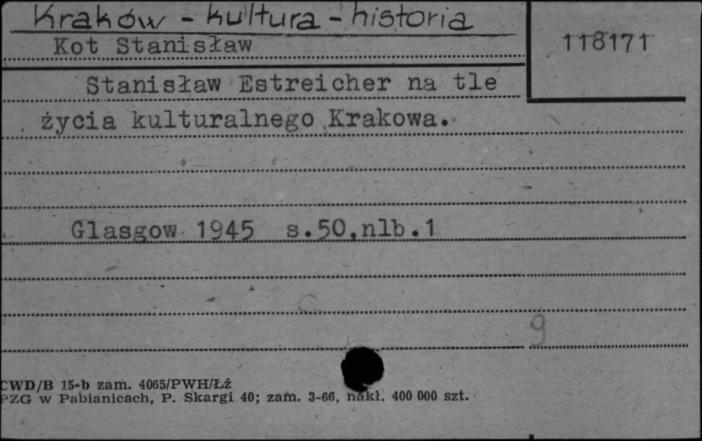 Kraków - kultura - historia
Kot Stanisław
118171
Stanisław Estreicher na tle
życia kulturalnego Krakowa.
Glasgow 1945 s.50,nlb.1
9
CWD/B 15-b zam. 4065/PWH/Łź
PZG w Pabianicach, P. Skargi 40; zam. 3-66, nakł. 400 000 szt.